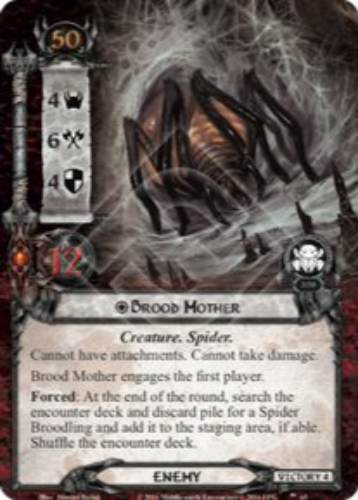 50
4
6
4
12
Brood Mother
Creature. Spider.
Cannot have attachments. Cannot take damage.
Brood Mother engages the first player.
Forced: At the end of the round, search the
encounter deck and discard pile for a Spider
Broodling and add it to the staging area, if able.
Shuffle the encounter deck.
ENEMY
VICTORY 4